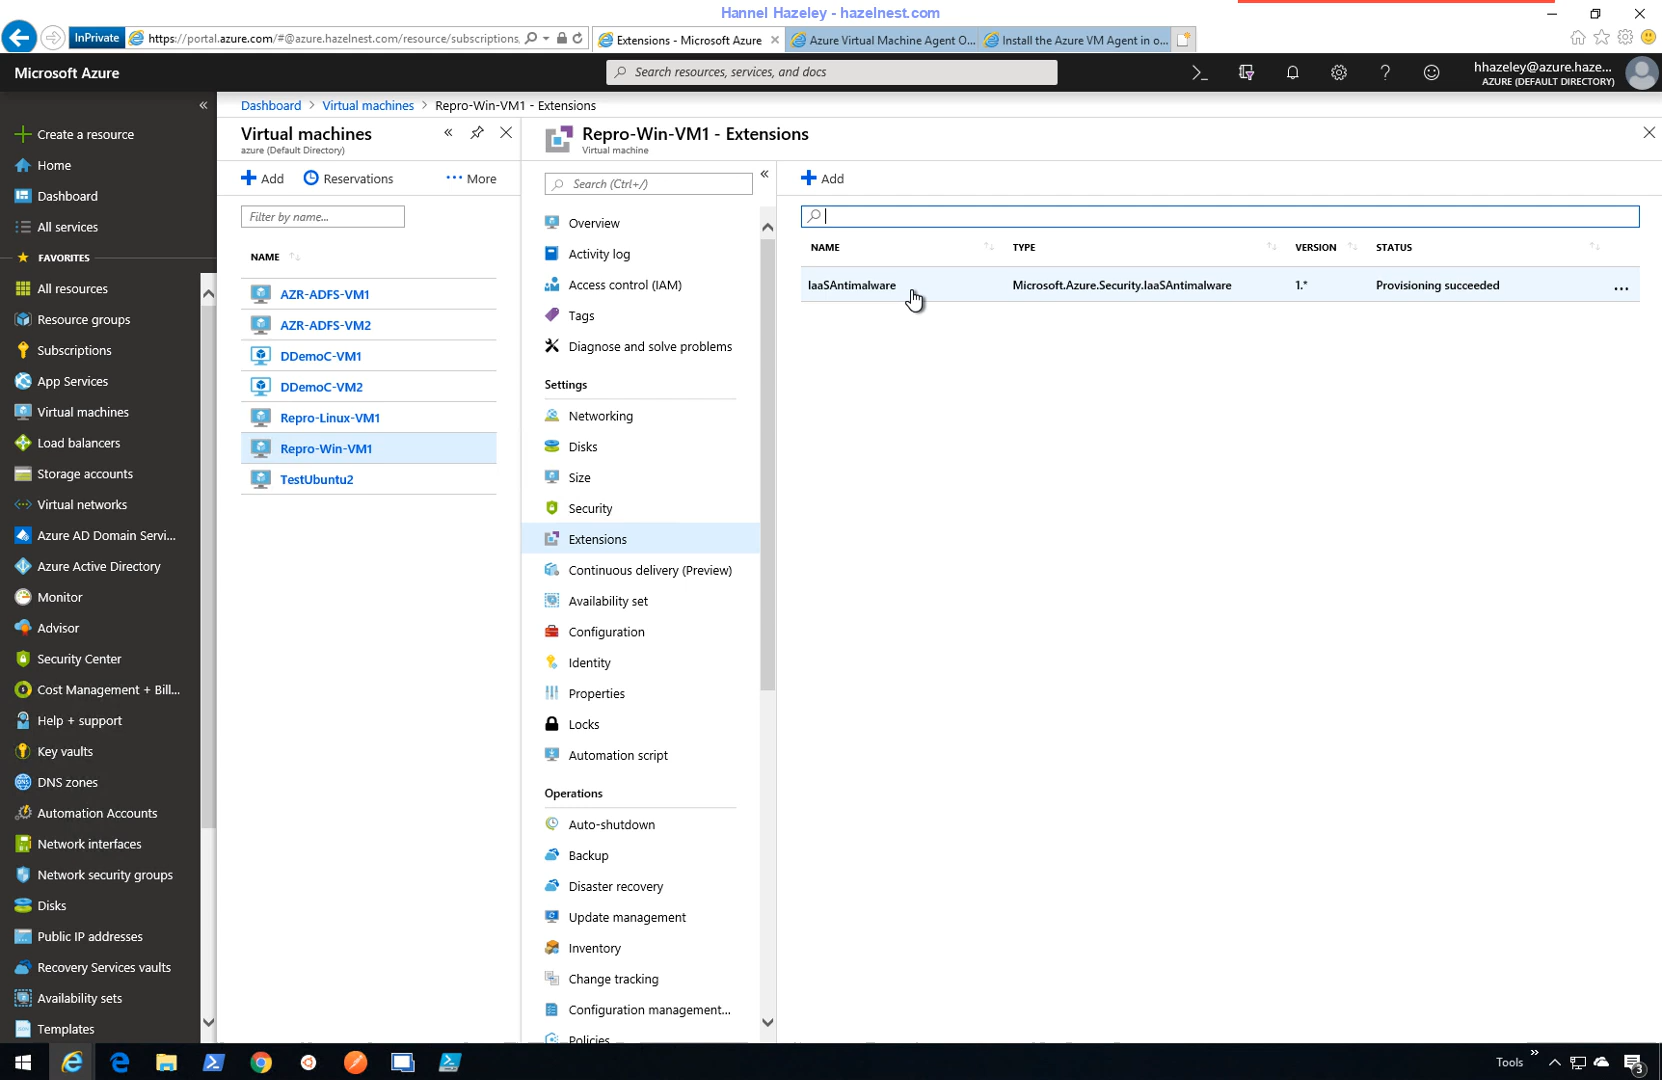 Hannel Hazeley - hazelnest.com
InPrivate
https://portal.azure.com/#@azure.hazelnest.com/resource/subscriptions,
Extensions - Microsoft Azure
Azure Virtual Machine Agent O...
Install the Azure VM Agent in o...
Microsoft Azure
Search resources, services, and docs
hhazeley@azure.haze...
AZURE (DEFAULT DIRECTORY)
Create a resource
Home
Dashboard
All services
FAVORITES
All resources
Resource groups
Subscriptions
App Services
Virtual machines
Load balancers
Storage accounts
Virtual networks
Azure AD Domain Servi...
Azure Active Directory
Monitor
Advisor
Security Center
Cost Management + Bill...
Help + support
Key vaults
DNS zones
Automation Accounts
Network interfaces
Network security groups
Disks
Public IP addresses
Recovery Services vaults
Availability sets
Templates
Dashboard > Virtual machines > Repro-Win-VM1 - Extensions
Virtual machines
azure (Default Directory)
Add
Reservations
More
Filter by name...
NAME
AZR-ADFS-VM1
AZR-ADFS-VM2
DDemoC-VM1
DDemoC-VM2
Repro-Linux-VM1
Repro-Win-VM1
TestUbuntu2
Repro-Win-VM1 - Extensions
Virtual machine
Search (Ctrl+/)
Overview
Activity log
Access control (IAM)
Tags
Diagnose and solve problems
Settings
Networking
Disks
Size
Security
Extensions
Continuous delivery (Preview)
Availability set
Configuration
Identity
Properties
Locks
Automation script
Operations
Auto-shutdown
Backup
Disaster recovery
Update management
Inventory
Change tracking
Configuration management...
Policies
Add
NAME TYPE VERSION STATUS
IaaSAntimalware Microsoft.Azure.Security.IaaSAntimalware 1.* Provisioning succeeded ...
Tools
3